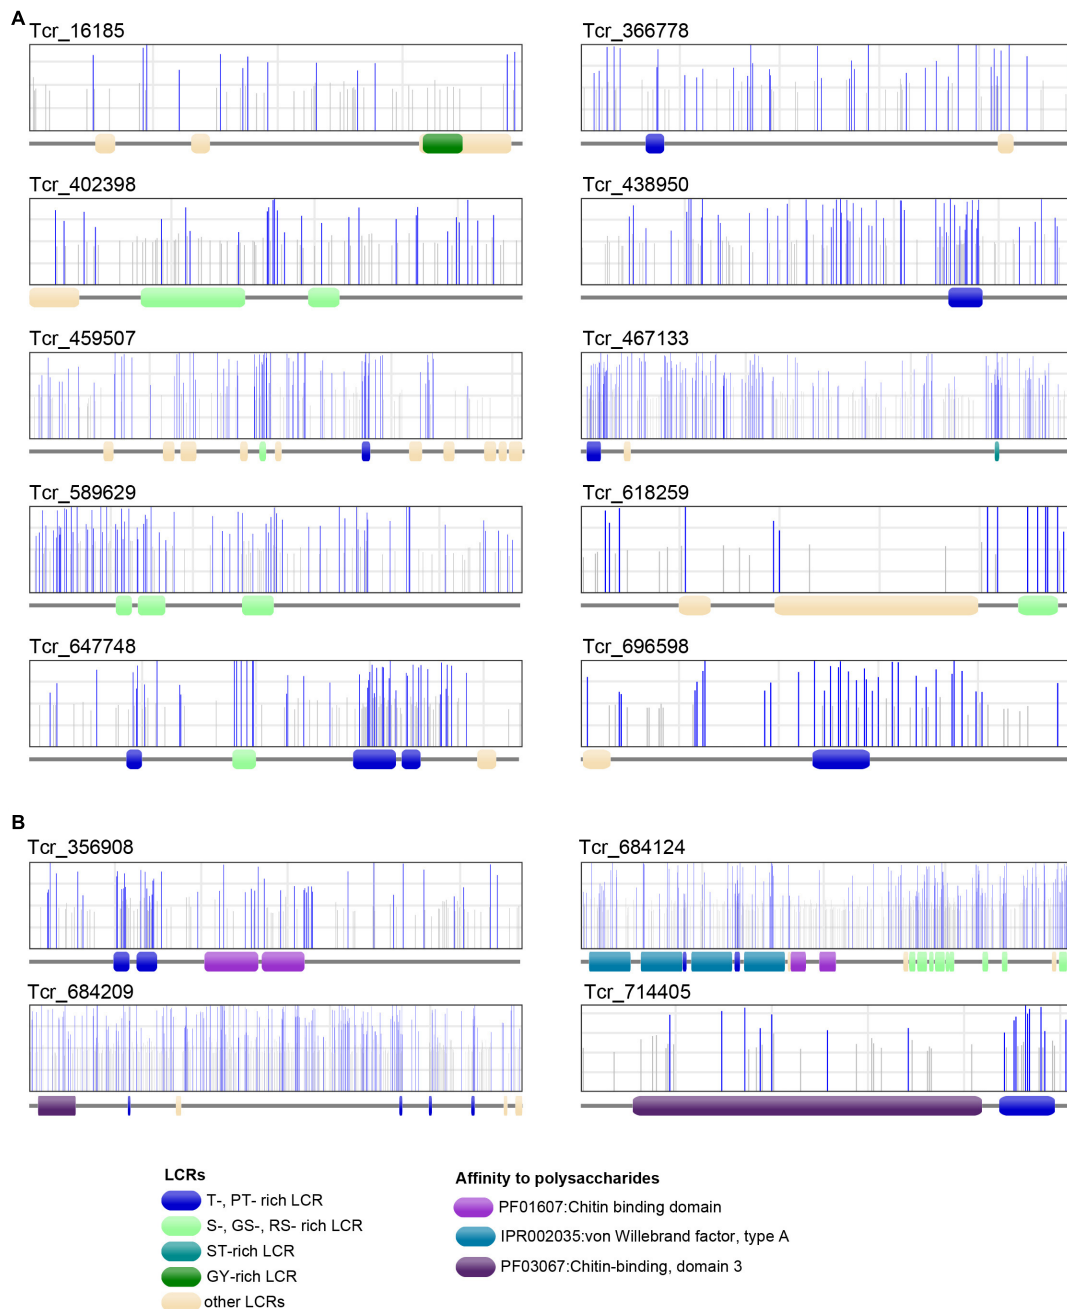 A
Tcr_16185
Tcr_366778
Tcr_402398
Tcr_438950
Tcr_459507
Tcr_467133
Tcr_589629
Tcr_618259
Tcr_647748
Tcr_696598
B
Tcr_356908
Tcr_684124
Tcr_684209
Tcr_714405
LCRs
T-, PT- rich LCR
S-, GS-, RS- rich LCR
ST-rich LCR
GY-rich LCR
other LCRs
Affinity to polysaccharides
PF01607:Chitin binding domain
IPR002035:von Willebrand factor, type A
PF03067:Chitin-binding, domain 3